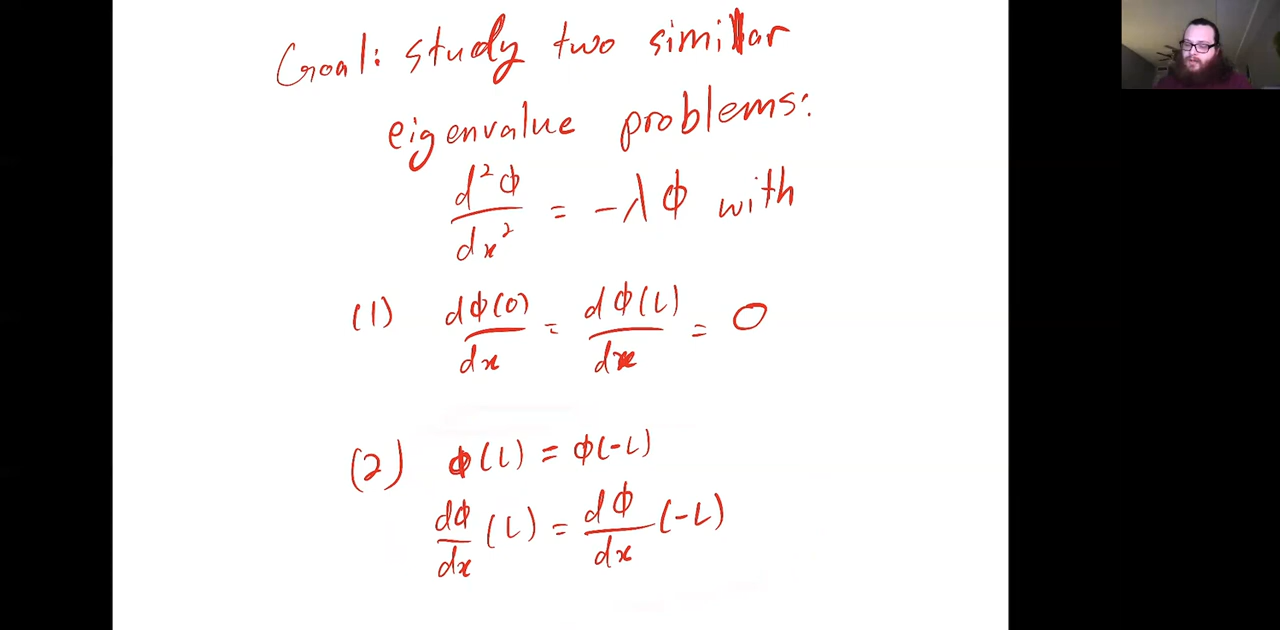 Goal: study two similar
eigenvalue problems:
d²ϕ/dx² = -λϕ with
(1) dϕ(0)/dx = dϕ(L)/dx = 0
(2) ϕ(L) = ϕ(-L)
dϕ/dx (L) = dϕ/dx (-L)